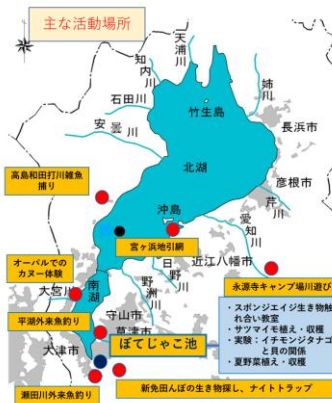 主な活動場所
天浦川
知内川
石田川
安曇川
姉川
竹生島
長浜市
北湖
彦根市
芹川
高島和田打川雑魚捕り
沖島
愛知川
宮ヶ浜地引網
近江八幡市
日野川
野洲川
永源寺キャンプ場川遊び
オーパルでのカヌー体験
南湖
大宮川
守山市
草津市
平湖外来魚釣り
大津市
ぼてじゃこ池
・スポンジェイジ生き物触れ合い教室
・サツマイモ植え・収穫
・実験:イチモンジタナゴと貝の関係
・夏野菜植え・収穫
瀬田川外来魚釣り
新免田んぼの生き物探し、ナイトトラップ